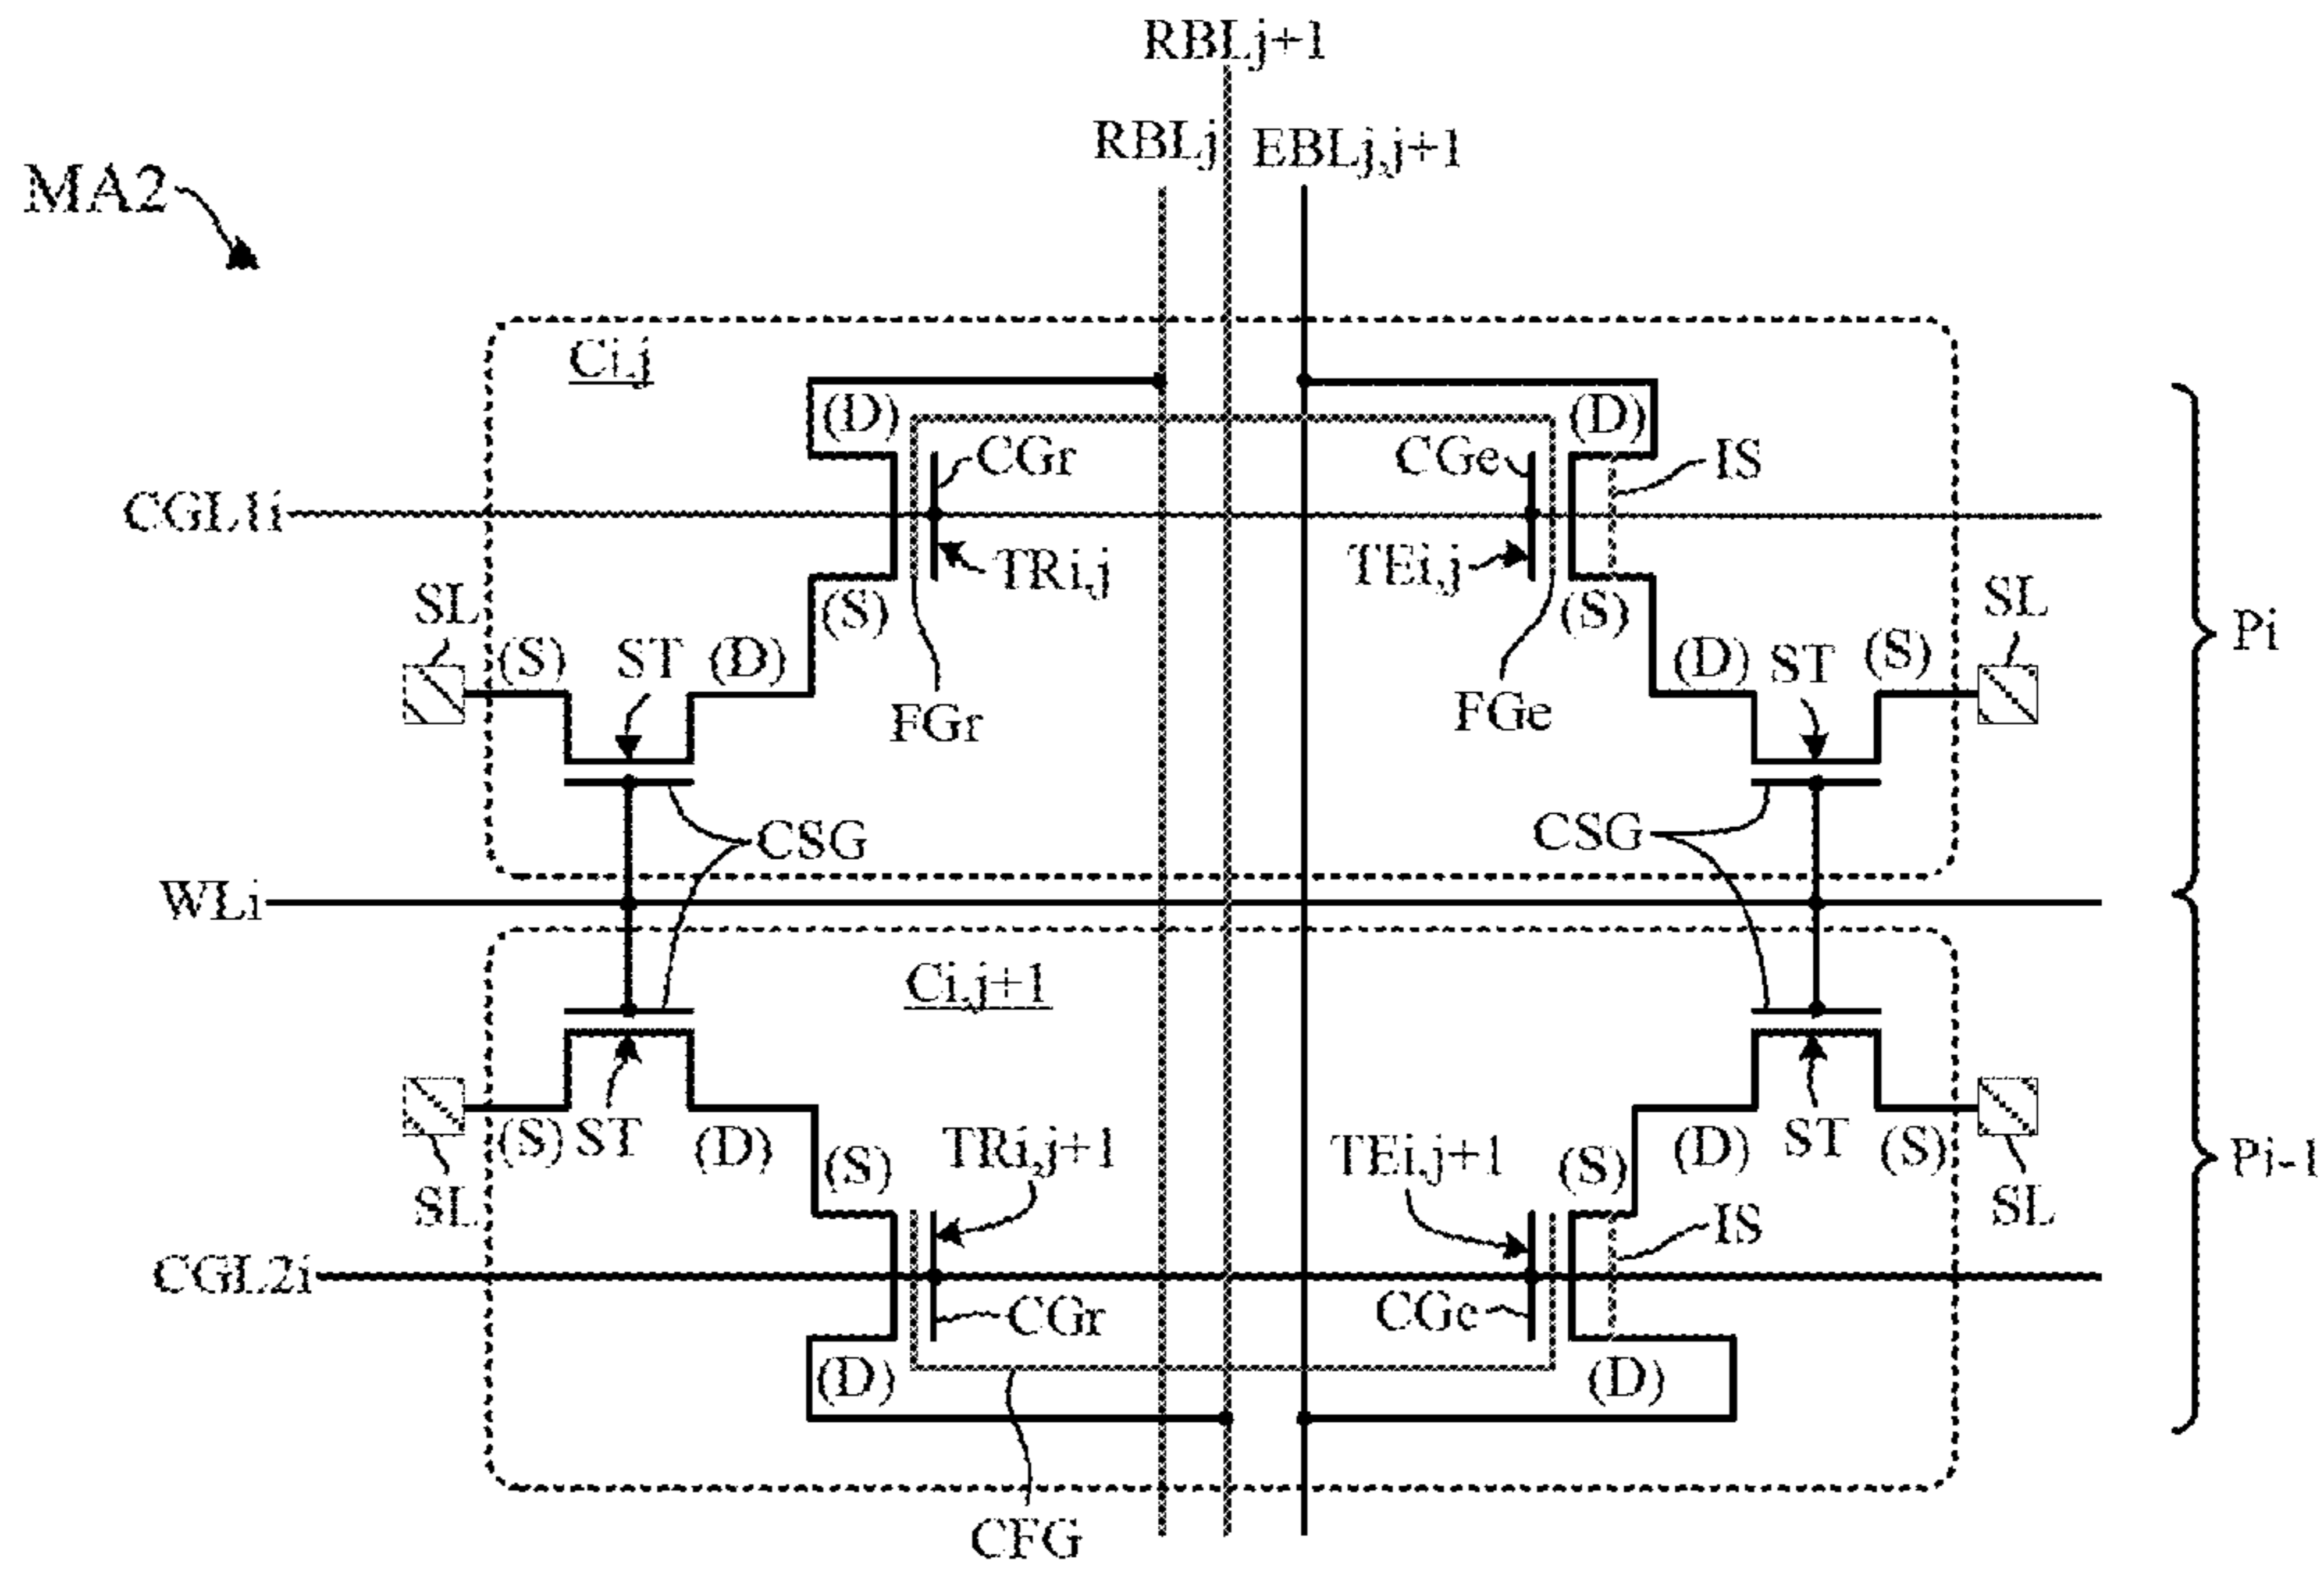 RBLj+1
RBLj EBLj,j+1
MA2
Ci,j
(D) (D)
CGr CGe IS
CGL1i
TRi,j TEi,j
SL (S) (S) SL
(S) ST (D) (D) ST (S)
Pi
FGr FGe
CSG CSG
WLi
Ci,j+1
(S) ST (D) TRi,j+1 TEi,j+1 (S) (D) ST (S)
(S)
Pi-1
SL IS SL
CGL2i
CGr CGe
(D) (D)
CFG